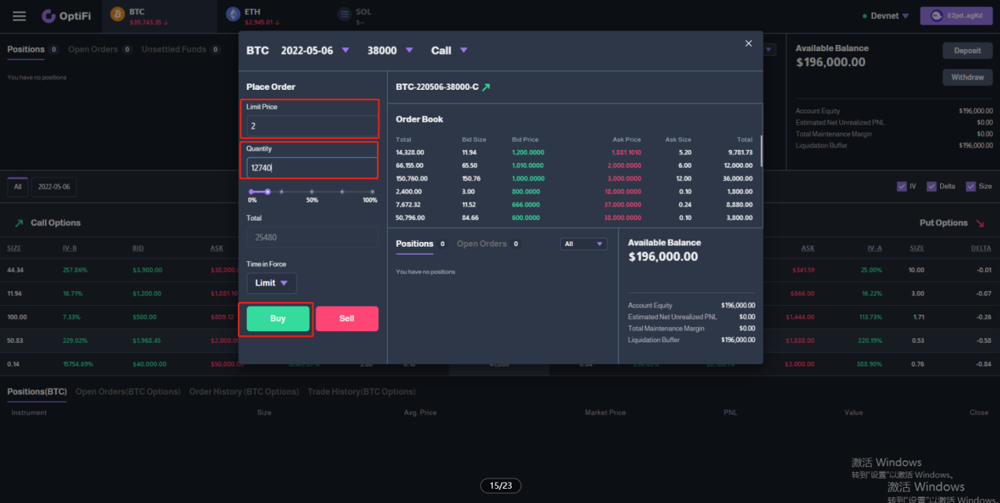 OptiFi
BTC
$39,743.35 ↓
ETH
$2,945.01 ↓
SOL
$--
Devnet
E2pd..egKd
Positions 0 Open Orders 0 Unsettled Funds 0
You have no positions
Available Balance
$196,000.00
Deposit
Withdraw
Account Equity $196,000.00
Estimated Net Unrealized PNL $0.00
Total Maintenance Margin $0.00
Liquidation Buffer $196,000.00
BTC 2022-05-06 38000 Call
Place Order
Limit Price
2
Quantity
12740
0% 50% 100%
Total
25480
Time in Force
Limit
Buy Sell
BTC-220506-38000-C
Order Book
Total Bid Size Bid Price Ask Price Ask Size Total
14,328.00 11.94 1,200.0000 1,881.1010 5.20 9,781.73
66,155.00 65.50 1,010.0000 2,000.0000 6.00 12,000.00
150,760.00 150.76 1,000.0000 3,000.0000 12.00 36,000.00
2,400.00 3.00 800.0000 18,000.0000 0.10 1,800.00
7,672.32 11.52 666.0000 37,000.0000 0.24 8,880.00
50,796.00 84.66 600.0000 38,000.0000 0.10 3,800.00
Positions 0 Open Orders 0 All
You have no positions
Available Balance
$196,000.00
Account Equity $196,000.00
Estimated Net Unrealized PNL $0.00
Total Maintenance Margin $0.00
Liquidation Buffer $196,000.00
All 2022-05-06
IV Delta Size
Call Options
Put Options
SIZE IV-B BID ASK ASK IV-A SIZE DELTA
44.34 257.86% $3,900.00 $38,000. $341.59 25.00% 10.00 -0.01
11.94 16.71% $1,200.00 $1,881.10 $666.00 16.22% 3.00 -0.07
100.00 7.33% $500.00 $809.12 $1,444.00 113.73% 1.71 -0.26
50.83 229.02% $1,968.45 $2,000.00 $1,888.00 220.19% 0.53 -0.58
0.14 15754.69% $40,000.00 $3,000.00 388.90% 0.76 -0.84
Positions(BTC) Open Orders(BTC Options) Order History (BTC Options) Trade History(BTC Options)
Instrument Size Avg. Price Market Price PNL Value Close
15/23
激活 Windows
转到"设置"以激活 Windows。
激活 Windows
转到"设置"以激活 Windows。